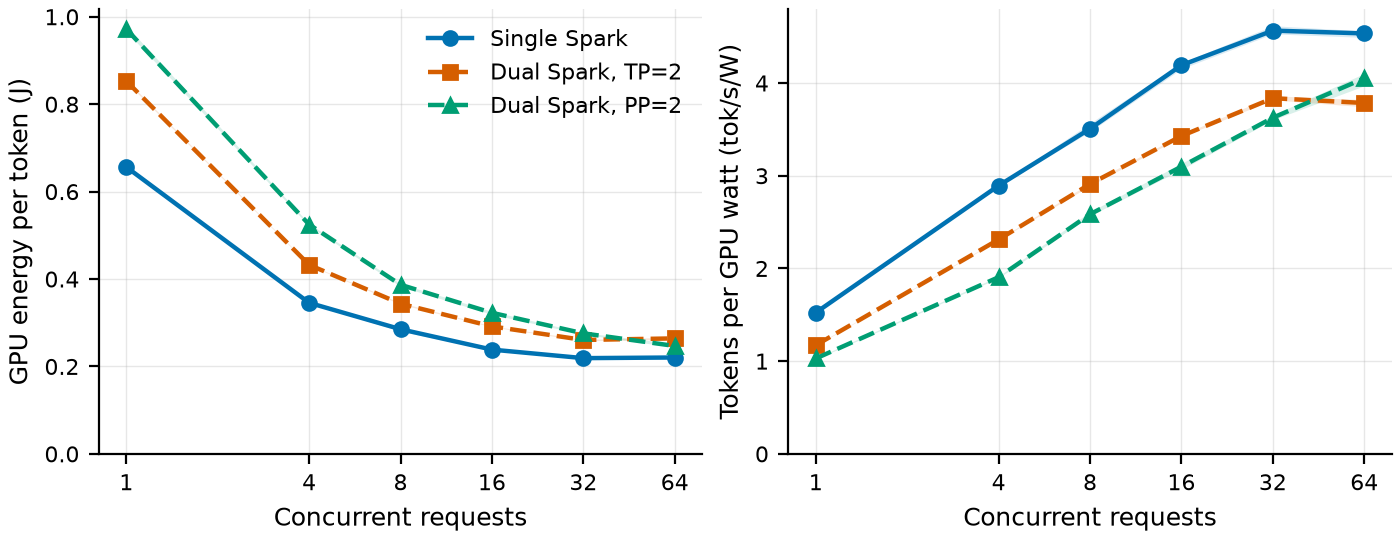 GPU energy per token (J)
1.0
0.8
0.6
0.4
0.2
0.0
Single Spark
Dual Spark, TP=2
Dual Spark, PP=2
1 4 8 16 32 64
Concurrent requests
Tokens per GPU watt (tok/s/W)
4
3
2
1
0
1 4 8 16 32 64
Concurrent requests